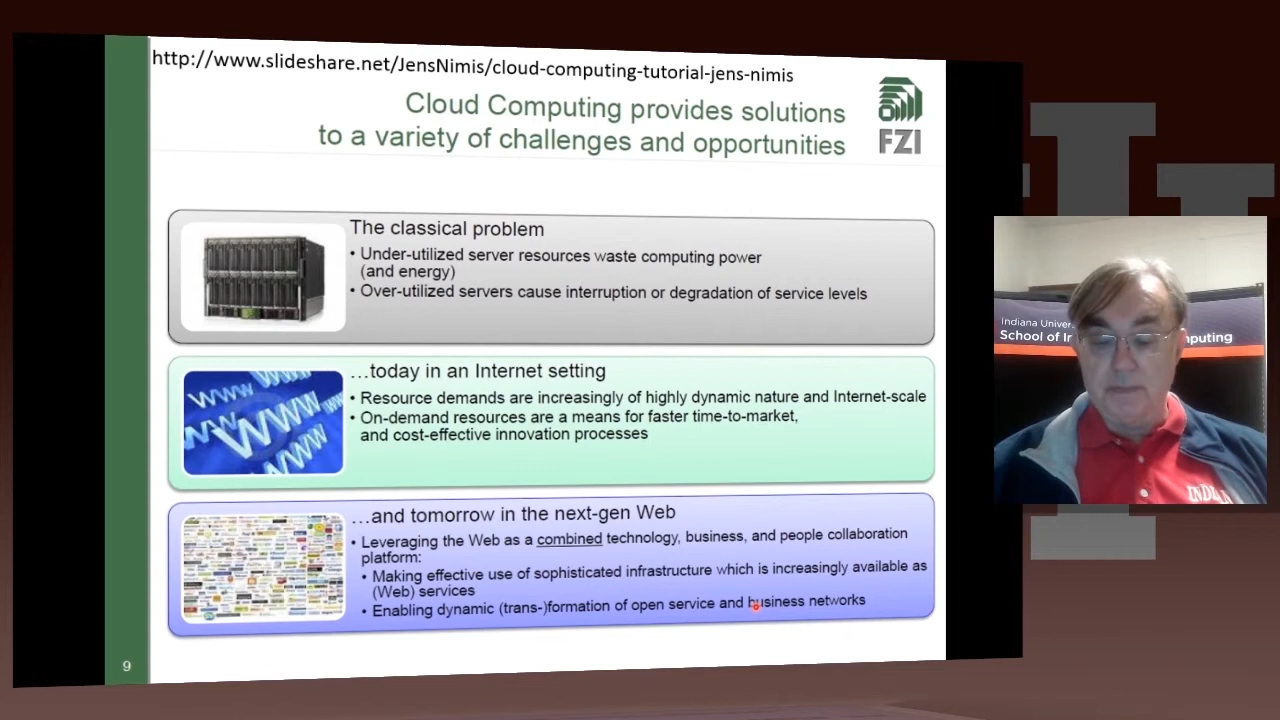 http://www.slideshare.net/JensNimis/cloud-computing-tutorial-jens-nimis
Cloud Computing provides solutions
to a variety of challenges and opportunities
FZI
The classical problem
• Under-utilized server resources waste computing power
(and energy)
• Over-utilized servers cause interruption or degradation of service levels
WWW
WWW
WWW
WWW
…today in an Internet setting
• Resource demands are increasingly of highly dynamic nature and Internet-scale
• On-demand resources are a means for faster time-to-market,
and cost-effective innovation processes
…and tomorrow in the next-gen Web
• Leveraging the Web as a combined technology, business, and people collaboration
platform:
• Making effective use of sophisticated infrastructure which is increasingly available as
(Web) services
• Enabling dynamic (trans-)formation of open service and business networks
9
Indiana Univer
School of In puting